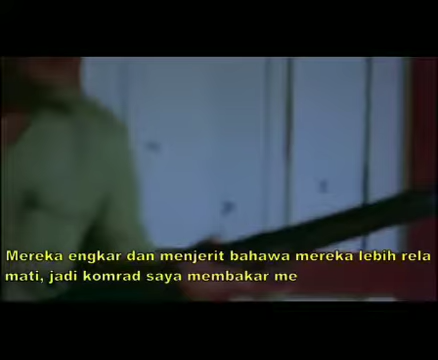 Mereka engkar dan menjerit bahawa mereka lebih rela
mati, jadi komrad saya membakar me